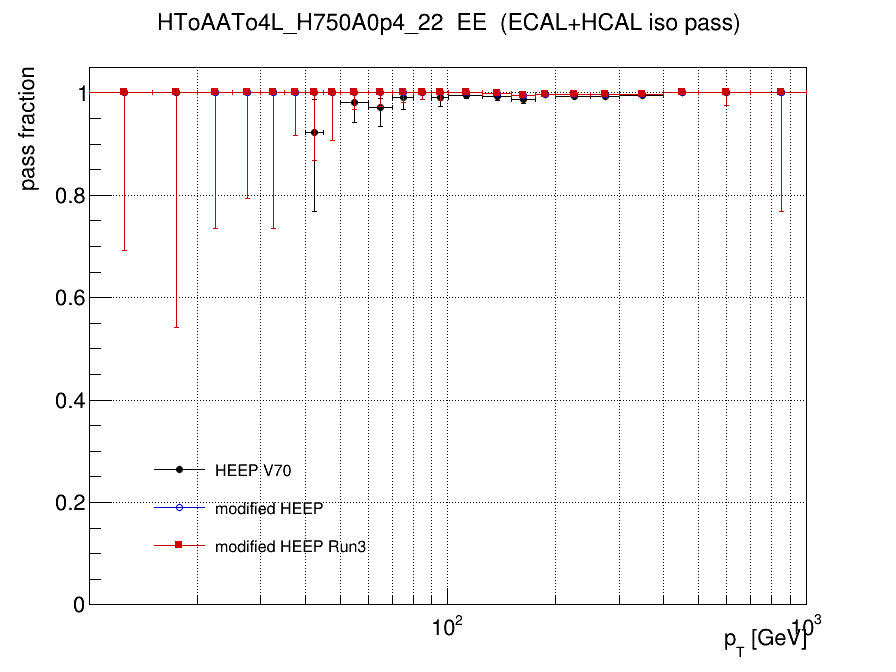 HToAATo4L_H750A0p4_22 EE (ECAL+HCAL iso pass)
pass fraction
1
0.8
0.6
0.4
0.2
0
HEEP V70
modified HEEP
modified HEEP Run3
10²
10³
p_T [GeV]